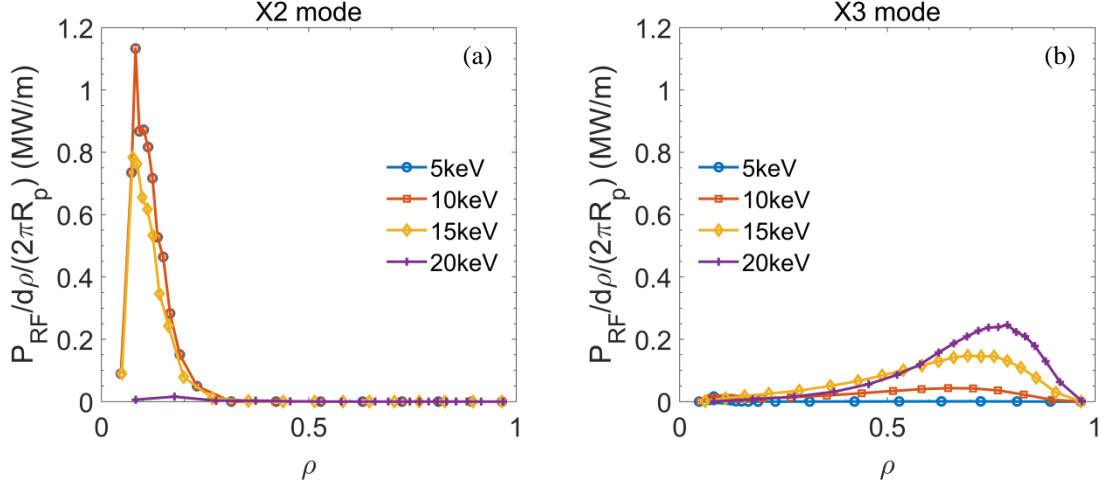 X2 mode
(a)
P_RF/dρ/(2πR_p) (MW/m)
1.2
1
0.8
0.6
0.4
0.2
0
5keV
10keV
15keV
20keV
0 0.5 1
ρ
X3 mode
(b)
P_RF/dρ/(2πR_p) (MW/m)
1.2
1
0.8
0.6
0.4
0.2
0
5keV
10keV
15keV
20keV
0 0.5 1
ρ